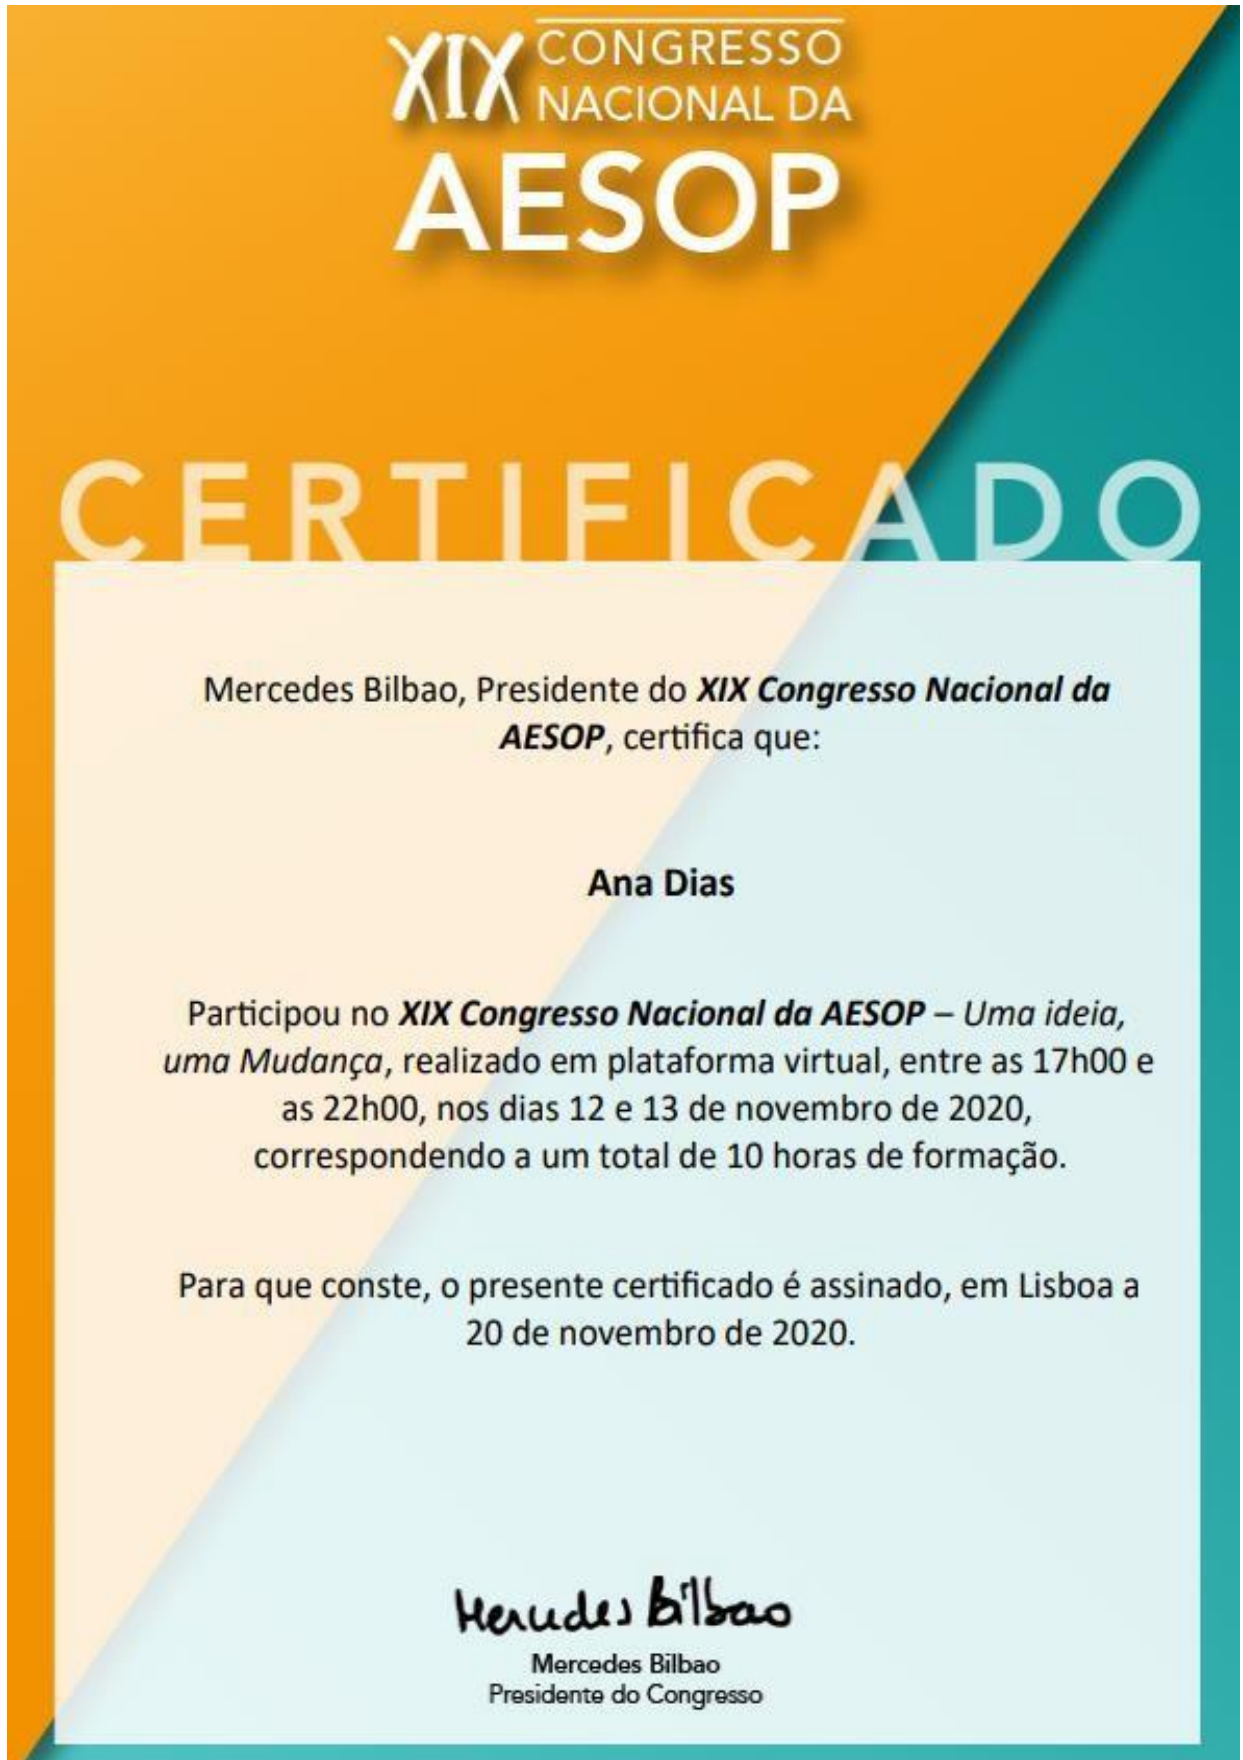 XIX CONGRESSO
NACIONAL DA
AESOP
CERTIFICADO
Mercedes Bilbao, Presidente do XIX Congresso Nacional da
AESOP, certifica que:
Ana Dias
Participou no XIX Congresso Nacional da AESOP – Uma ideia,
uma Mudança, realizado em plataforma virtual, entre as 17h00 e
as 22h00, nos dias 12 e 13 de novembro de 2020,
correspondendo a um total de 10 horas de formação.
Para que conste, o presente certificado é assinado, em Lisboa a
20 de novembro de 2020.
Mercedes Bilbao
Mercedes Bilbao
Presidente do Congresso